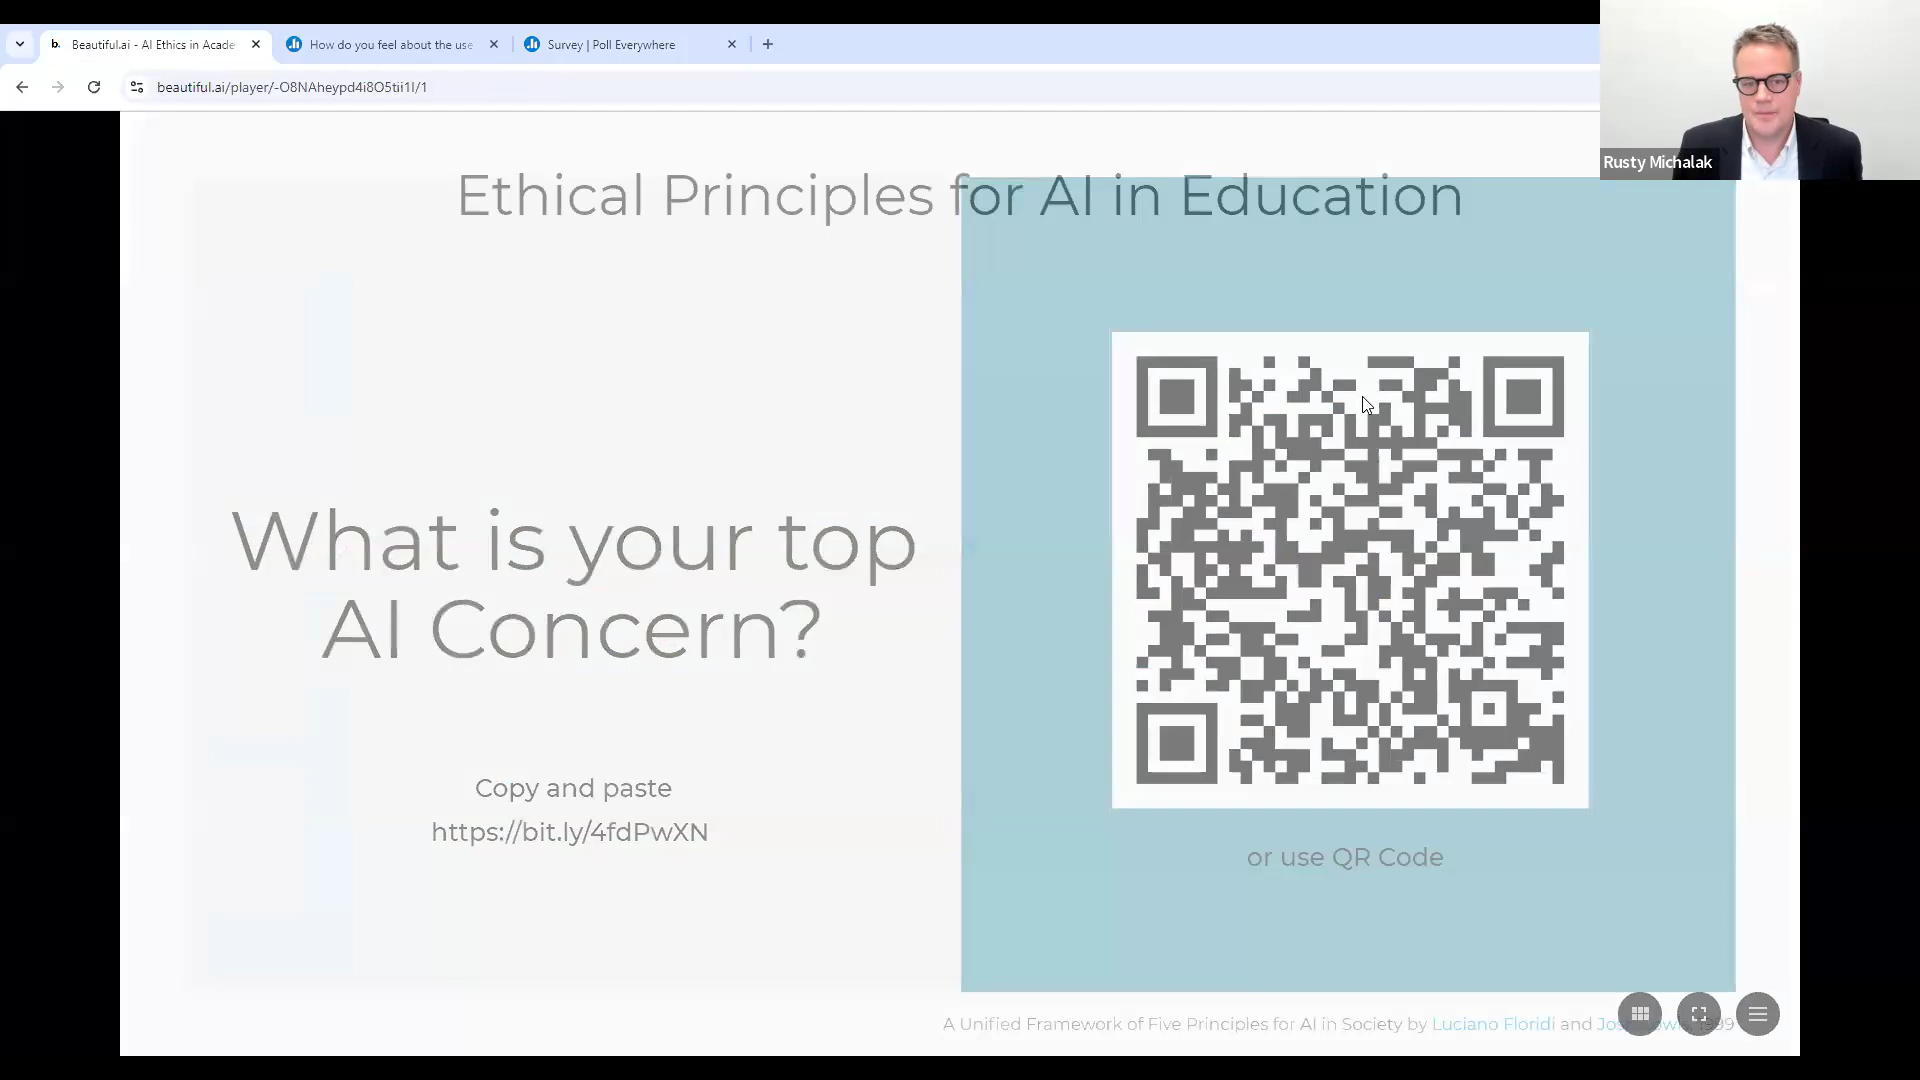 Beautiful.ai - AI Ethics in Acade
How do you feel about the use
Survey | Poll Everywhere
beautiful.ai/player/-O8NAheypd4i8O5tii1I/1
Rusty Michalak
Ethical Principles for AI in Education
What is your top
AI Concern?
Copy and paste
https://bit.ly/4fdPwXN
or use QR Code
A Unified Framework of Five Principles for AI in Society by Luciano Floridi and